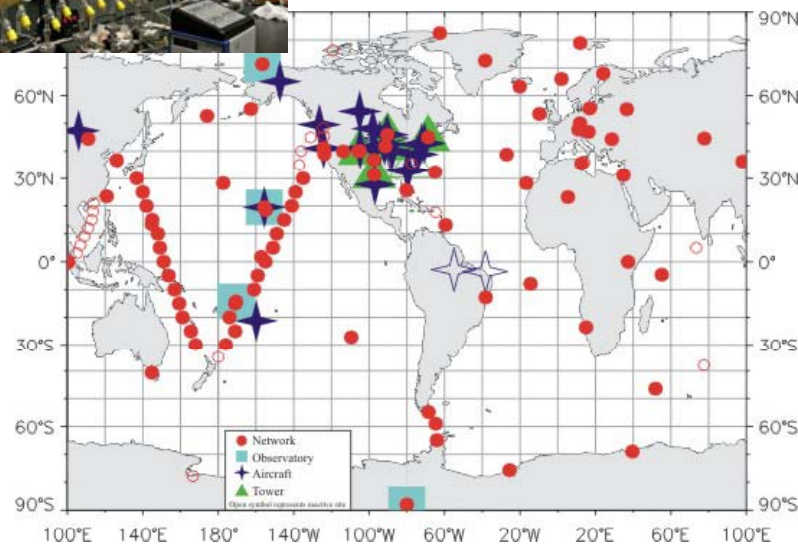 90°N
60°N
60°N
30°N
30°N
0°
0°
30°S
30°S
60°S
60°S
90°S
90°S
Network
Observatory
Aircraft
Tower
Open symbol represents inactive site
100°E
140°E
180°
140°W
100°W
60°W
20°W
20°E
60°E
100°E